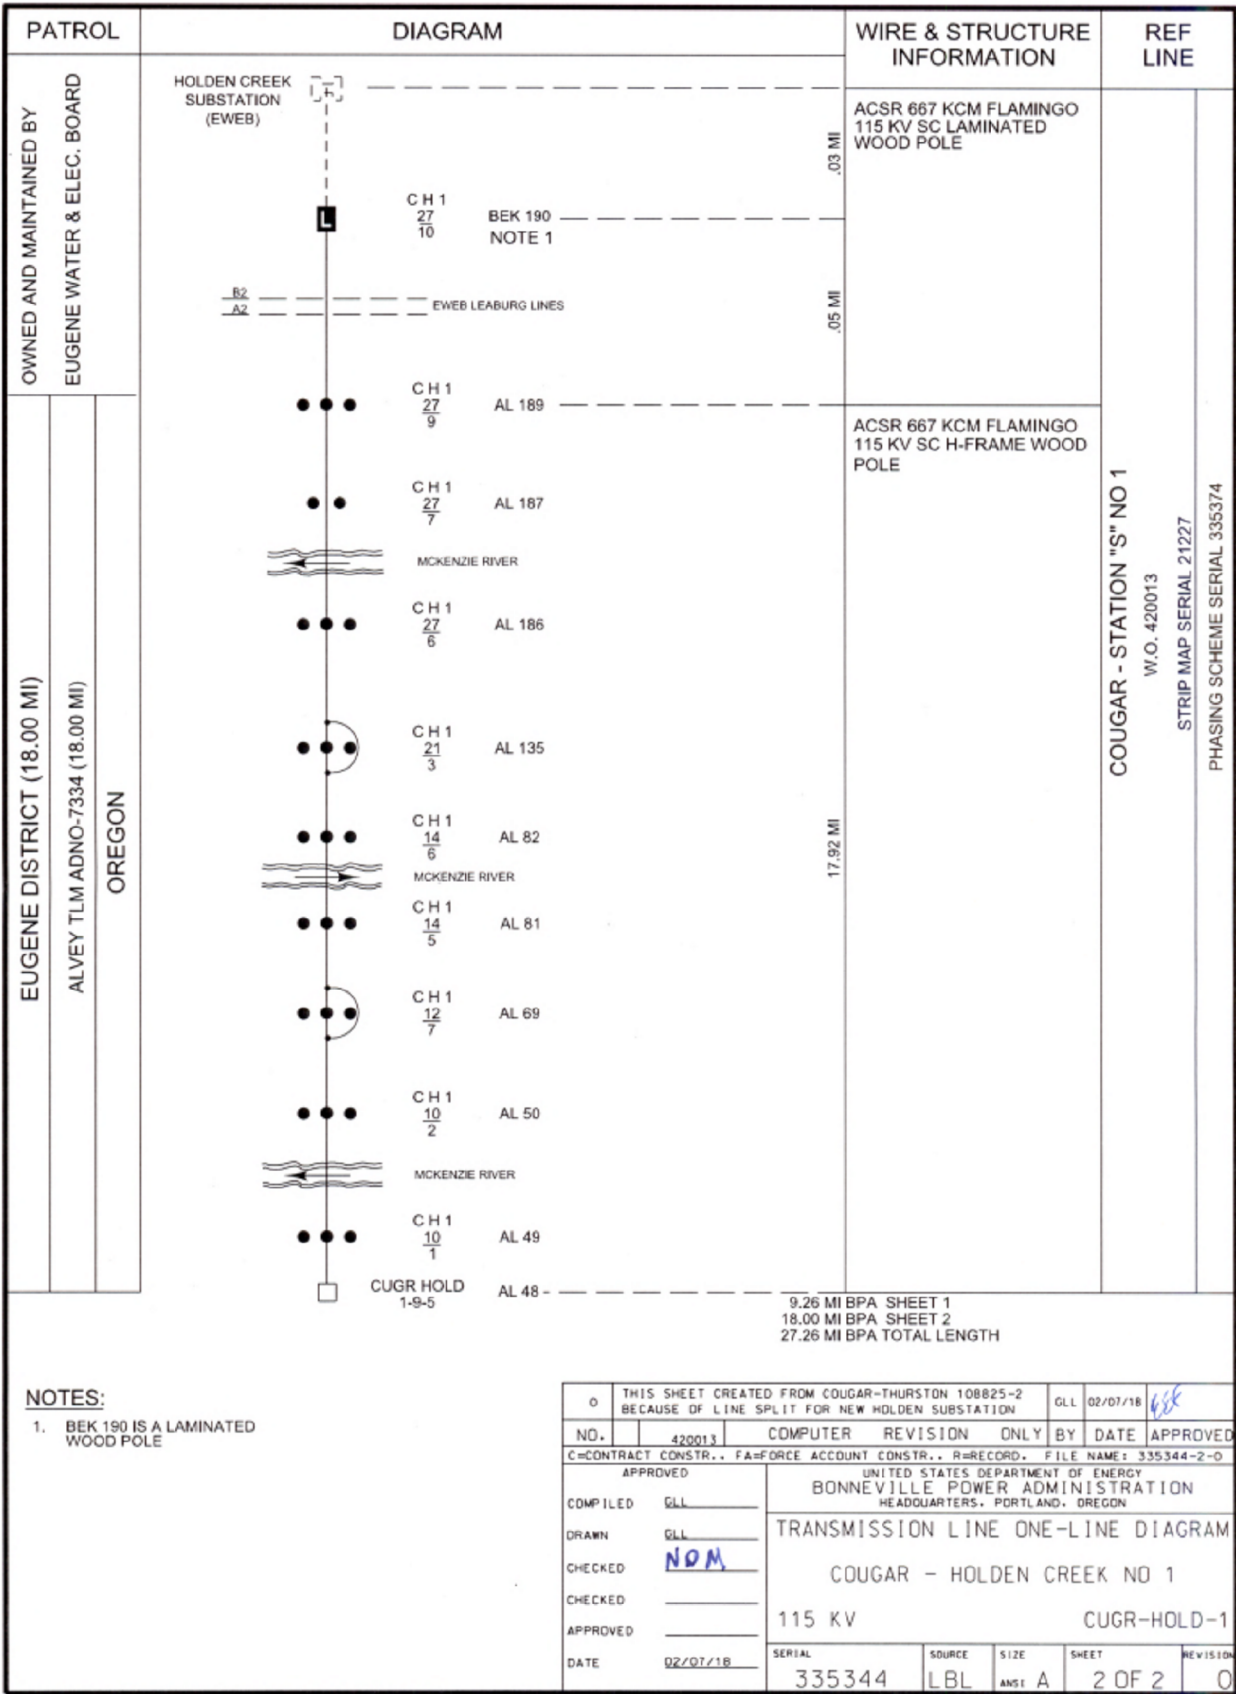 PATROL
DIAGRAM
WIRE & STRUCTURE
INFORMATION
REF
LINE
OWNED AND MAINTAINED BY
EUGENE WATER & ELEC. BOARD
HOLDEN CREEK
SUBSTATION
(EWEB)
ACSR 667 KCM FLAMINGO
115 KV SC LAMINATED
WOOD POLE
.03 MI
L
C H 1
27
10
BEK 190
NOTE 1
B2
A2
EWEB LEABURG LINES
.05 MI
C H 1
27
9
AL 189
ACSR 667 KCM FLAMINGO
115 KV SC H-FRAME WOOD
POLE
C H 1
27
7
AL 187
MCKENZIE RIVER
C H 1
27
6
AL 186
C H 1
21
3
AL 135
C H 1
14
6
AL 82
MCKENZIE RIVER
C H 1
14
5
AL 81
C H 1
12
7
AL 69
C H 1
10
2
AL 50
MCKENZIE RIVER
C H 1
10
1
AL 49
CUGR HOLD
1-9-5
AL 48
17.92 MI
EUGENE DISTRICT (18.00 MI)
ALVEY TLM ADNO-7334 (18.00 MI)
OREGON
COUGAR - STATION "S" NO 1
W.O. 420013
STRIP MAP SERIAL 21227
PHASING SCHEME SERIAL 335374
9.26 MI BPA SHEET 1
18.00 MI BPA SHEET 2
27.26 MI BPA TOTAL LENGTH
NOTES:
1. BEK 190 IS A LAMINATED
WOOD POLE
0 THIS SHEET CREATED FROM COUGAR-THURSTON 108825-2
BECAUSE OF LINE SPLIT FOR NEW HOLDEN SUBSTATION
GLL 02/07/18
NO. 420013 COMPUTER REVISION ONLY BY DATE APPROVED
C=CONTRACT CONSTR., FA=FORCE ACCOUNT CONSTR., R=RECORD. FILE NAME: 335344-2-0
APPROVED
COMPILED GLL
DRAWN GLL
CHECKED NDM
CHECKED
APPROVED
DATE 02/07/18
UNITED STATES DEPARTMENT OF ENERGY
BONNEVILLE POWER ADMINISTRATION
HEADQUARTERS, PORTLAND, OREGON
TRANSMISSION LINE ONE-LINE DIAGRAM
COUGAR - HOLDEN CREEK NO 1
115 KV CUGR-HOLD-1
SERIAL
335344
SOURCE
LBL
SIZE
ANSI A
SHEET
2 OF 2
REVISION
0